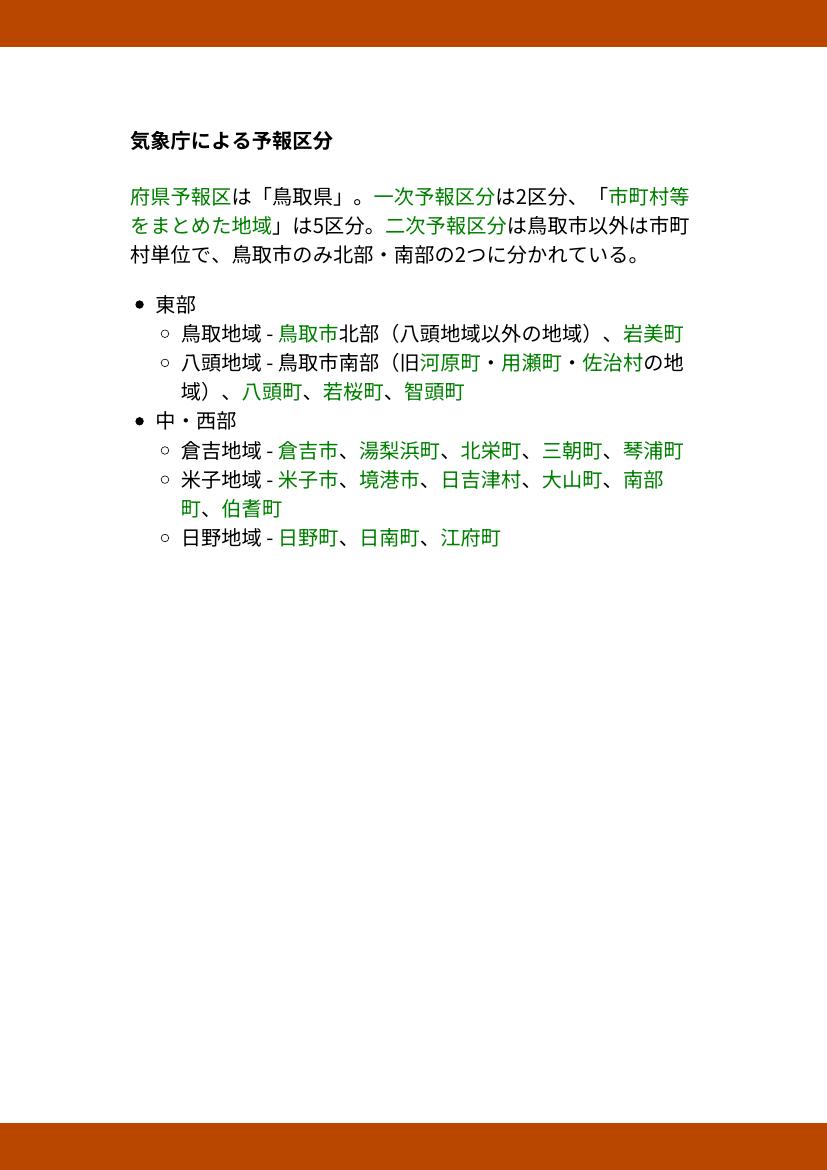 気象庁による予報区分
府県予報区は「鳥取県」。一次予報区分は2区分、「市町村等
をまとめた地域」は5区分。二次予報区分は鳥取市以外は市町
村単位で、鳥取市のみ北部・南部の2つに分かれている。
• 東部
◦ 鳥取地域 - 鳥取市北部（八頭地域以外の地域）、岩美町
◦ 八頭地域 - 鳥取市南部（旧河原町・用瀬町・佐治村の地
域）、八頭町、若桜町、智頭町
• 中・西部
◦ 倉吉地域 - 倉吉市、湯梨浜町、北栄町、三朝町、琴浦町
◦ 米子地域 - 米子市、境港市、日吉津村、大山町、南部
町、伯耆町
◦ 日野地域 - 日野町、日南町、江府町